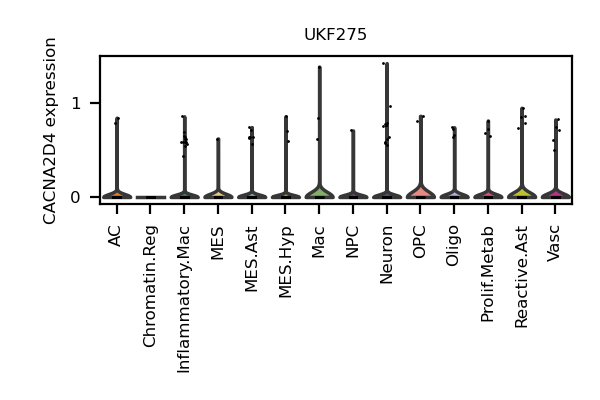 UKF275
CACNA2D4 expression
1
0
AC
Chromatin.Reg
Inflammatory.Mac
MES
MES.Ast
MES.Hyp
Mac
NPC
Neuron
OPC
Oligo
Prolif.Metab
Reactive.Ast
Vasc